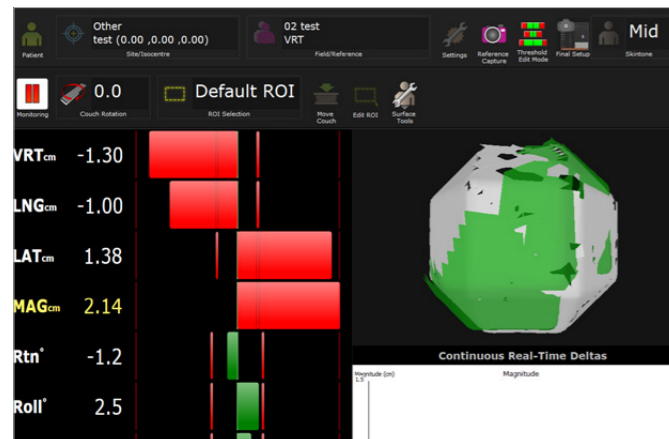 Other
test (0.00 ,0.00 ,0.00)
Site/Isocentre
02 test
VRT
Field/Reference
Patient
Settings
Reference
Capture
Threshold
Edit Mode
Final Setup
Mid
Skintone
Monitoring
0.0
Couch Rotation
Default ROI
ROI Selection
Move
Couch
Edit ROI
Surface
Tools
VRTcm -1.30
LNGcm -1.00
LATcm 1.38
MAGcm 2.14
Rtn° -1.2
Roll° 2.5
Continuous Real-Time Deltas
Magnitude (cm)
Magnitude
1.5